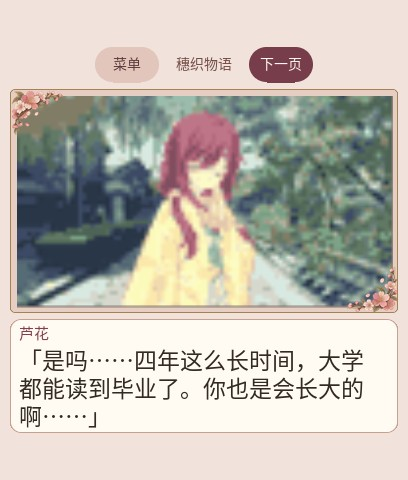 菜单 穗织物语 下一页
芦花
「是吗……四年这么长时间，大学
都能读到毕业了。你也是会长大的
啊……」